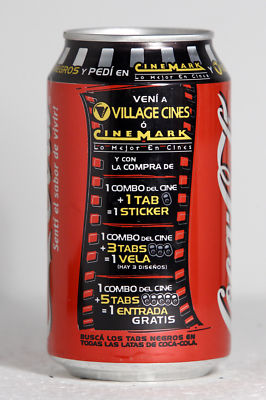 NEGROS Y PEDÍ EN CINEMARK Y
Lo Mejor En Cines
VENÍ A
VILLAGE CINES
Ó
CINEMARK
Lo Mejor En Cines
Y CON
LA COMPRA DE
1 COMBO DEL CINE
+1 TAB
=1 STICKER
1 COMBO DEL CINE
+3 TABS
=1 VELA
(HAY 3 DISEÑOS)
1 COMBO DEL CINE
+5 TABS
=1 ENTRADA
GRATIS
BUSCÁ LOS TABS NEGROS EN
TODAS LAS LATAS DE COCA-COLA.
Sentí el sabor de vivir!
Coca-Cola